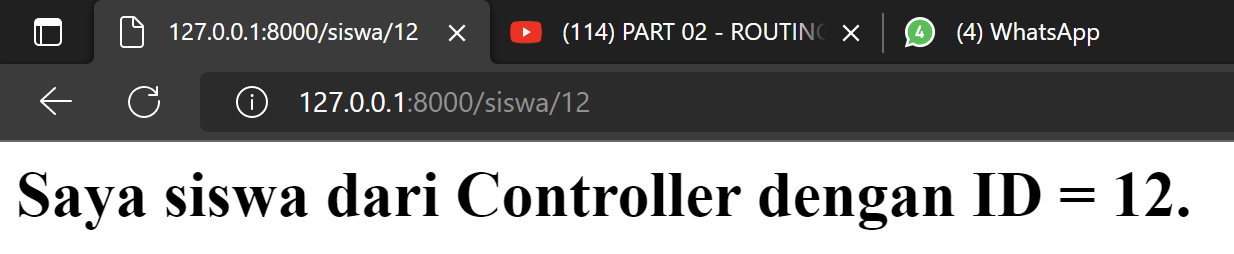 127.0.0.1:8000/siswa/12
(114) PART 02 - ROUTING
(4) WhatsApp
127.0.0.1:8000/siswa/12
Saya siswa dari Controller dengan ID = 12.